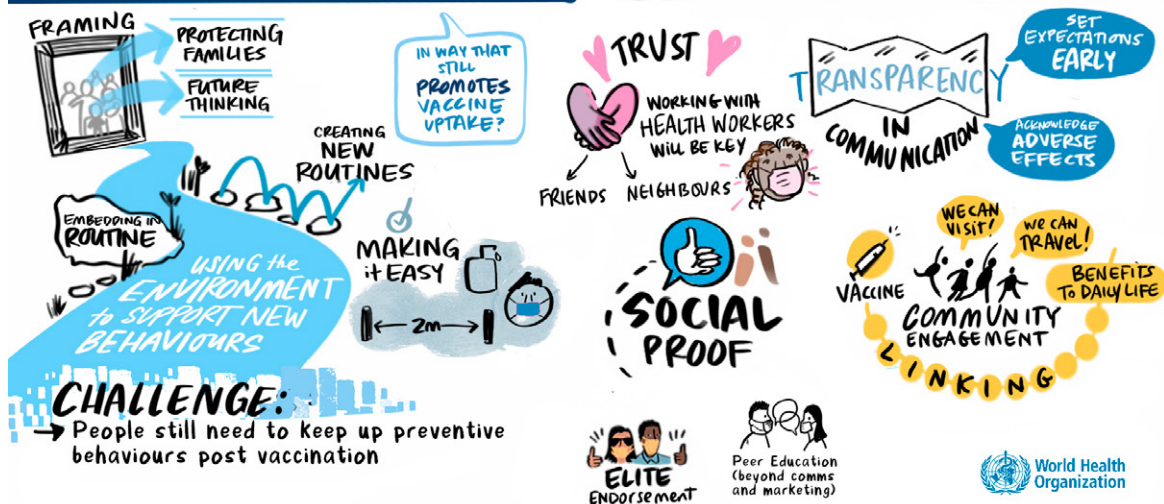 FRAMING
PROTECTING
FAMILIES
FUTURE
THINKING
IN WAY THAT
STILL
PROMOTES
VACCINE
UPTAKE?
CREATING
NEW
ROUTINES
EMBEDDING IN
ROUTINE
USING the
ENVIRONMENT
to SUPPORT NEW
BEHAVIOURS
MAKING
iT EASY
2m
CHALLENGE:
→ People still need to keep up preventive
behaviours post vaccination
TRUST
WORKING WITH
HEALTH WORKERS
WILL BE KEY
FRIENDS
NEIGHBOURS
TRANSPARENCY
IN
COMMUNICATION
SET
EXPECTATIONS
EARLY
ACKNOWLEDGE
ADVERSE
EFFECTS
SOCIAL
PROOF
VACCINE
WE CAN
VISIT!
WE CAN
TRAVEL!
BENEFITS
TO DAILY LIFE
COMMUNITY
ENGAGEMENT
LINKING
ELITE
ENDORSEMENT
Peer Education
(beyond comms
and marketing)
World Health
Organization